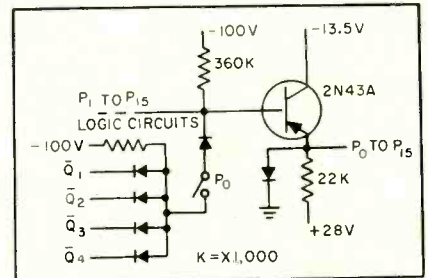 -100V
-13.5V
360K
2N43A
P₁ TO P₁₅
LOGIC CIRCUITS
-100V
P₀ TO P₁₅
Q̄₁
P₀
Q̄₂
22K
Q̄₃
+28V
Q̄₄
K = X1,000